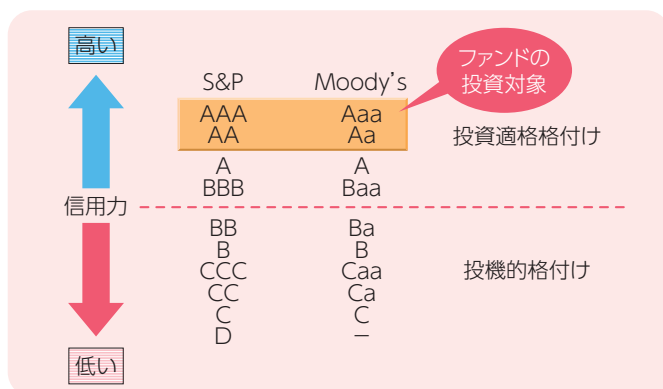 高い
ファンドの
投資対象
S&P Moody's
AAA Aaa
AA Aa
投資適格格付け
A A
BBB Baa
信用力
BB Ba
B B
CCC Caa
投機的格付け
CC Ca
C C
D －
低い